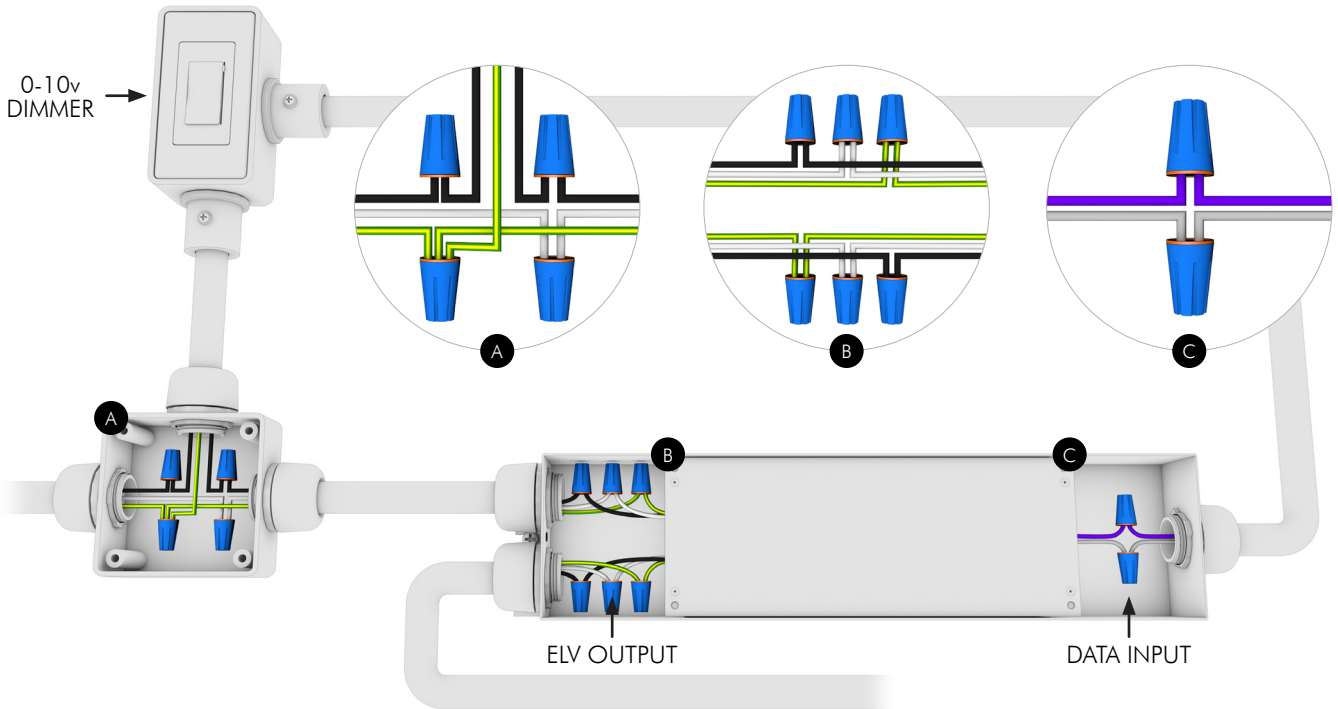 0-10v
DIMMER
A
B
C
A
B
C
ELV OUTPUT
DATA INPUT